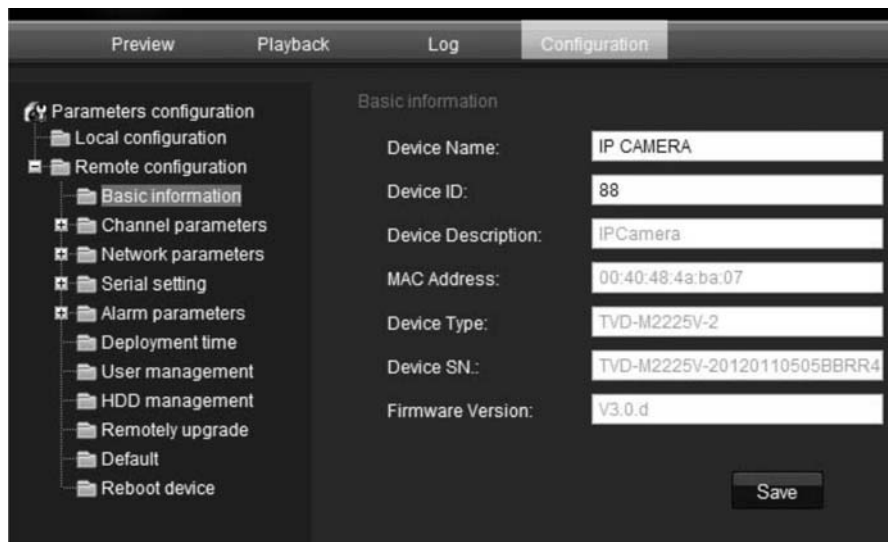 Preview Playback Log Configuration
Parameters configuration
Local configuration
Remote configuration
Basic information
Channel parameters
Network parameters
Serial setting
Alarm parameters
Deployment time
User management
HDD management
Remotely upgrade
Default
Reboot device
Basic information
Device Name: IP CAMERA
Device ID: 88
Device Description: IPCamera
MAC Address: 00:40:48:4a:ba:07
Device Type: TVD-M2225V-2
Device SN.: TVD-M2225V-20120110505BBRR4
Firmware Version: V3.0.d
Save